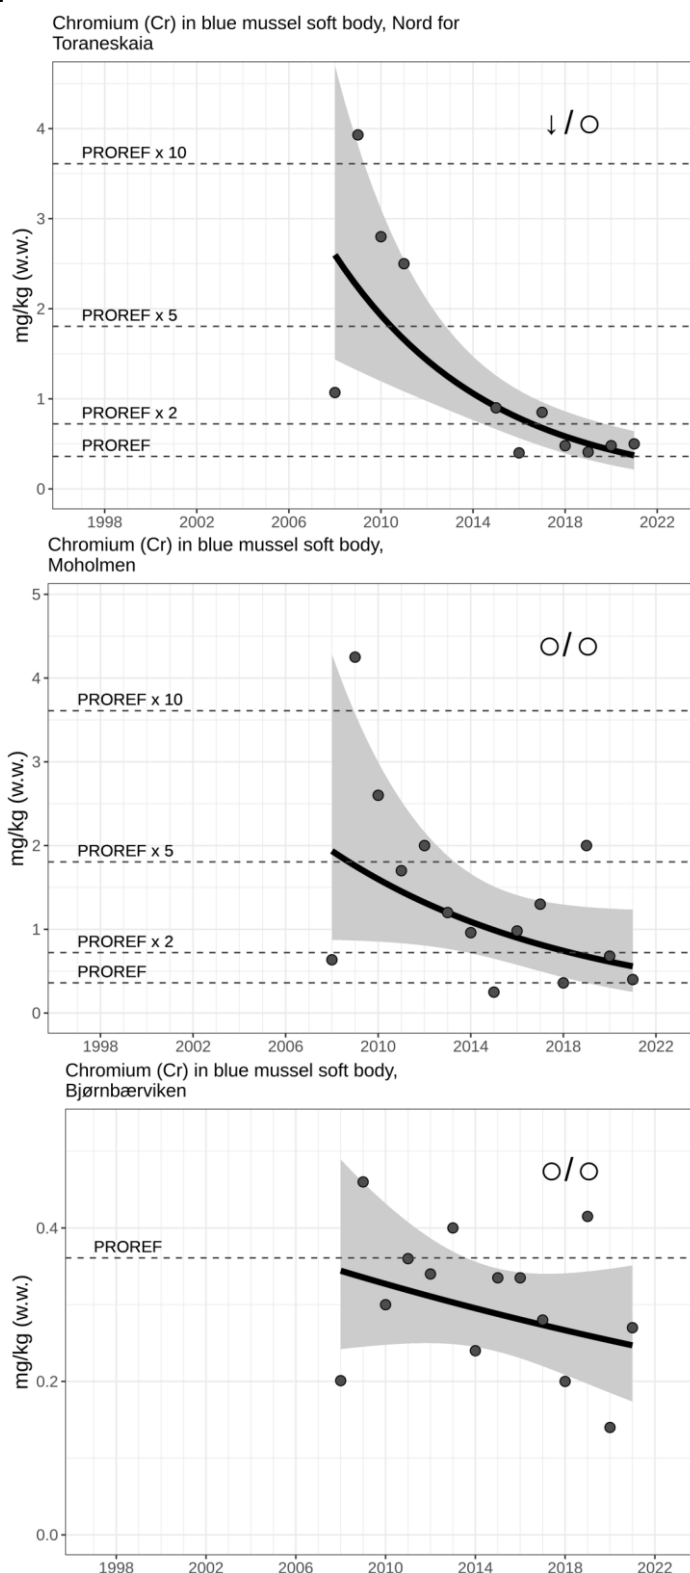 Chromium (Cr) in blue mussel soft body, Nord for
Toraneskaia
↓/○
PROREF x 10
PROREF x 5
PROREF x 2
PROREF
mg/kg (w.w.)
4
3
2
1
0
1998 2002 2006 2010 2014 2018 2022
Chromium (Cr) in blue mussel soft body,
Moholmen
○/○
PROREF x 10
PROREF x 5
PROREF x 2
PROREF
mg/kg (w.w.)
5
4
3
2
1
0
1998 2002 2006 2010 2014 2018 2022
Chromium (Cr) in blue mussel soft body,
Bjørnbærviken
○/○
PROREF
mg/kg (w.w.)
0.4
0.2
0.0
1998 2002 2006 2010 2014 2018 2022